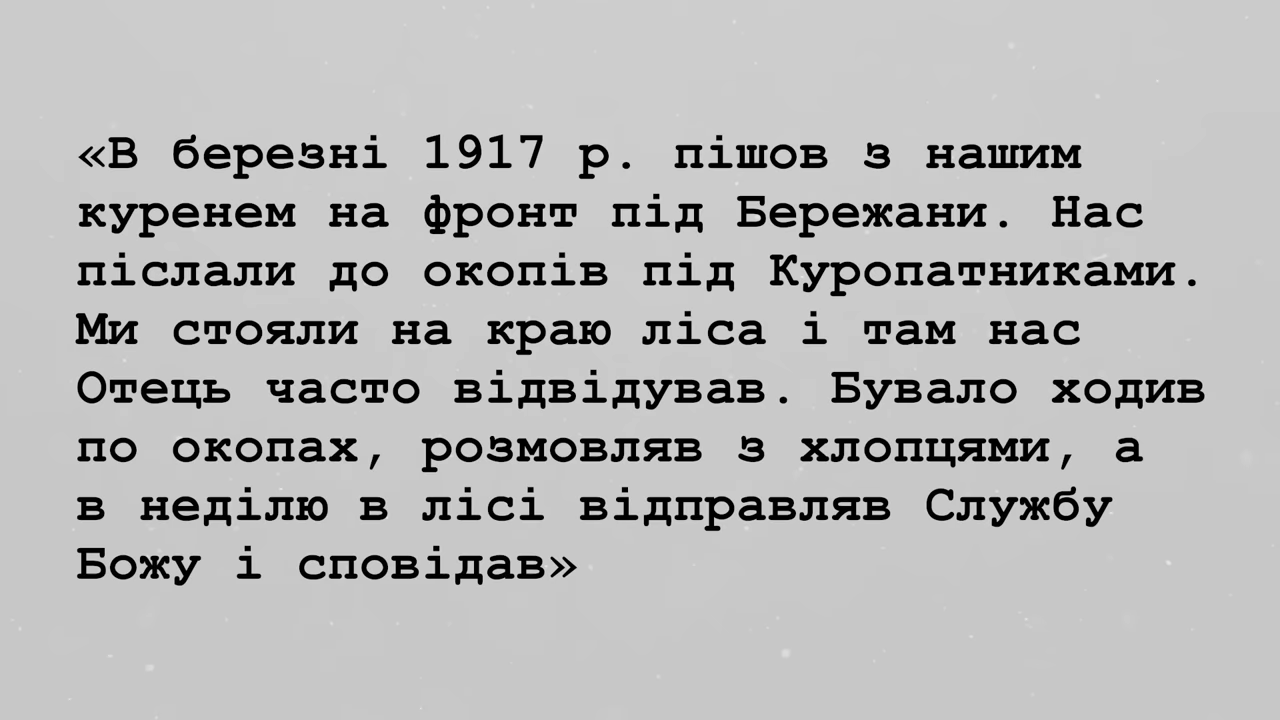 «В березні 1917 р. пішов з нашим
куренем на фронт під Бережани. Нас
післали до окопів під Куропатниками.
Ми стояли на краю ліса і там нас
Отець часто відвідував. Бувало ходив
по окопах, розмовляв з хлопцями, а
в неділю в лісі відправляв Службу
Божу і сповідав»